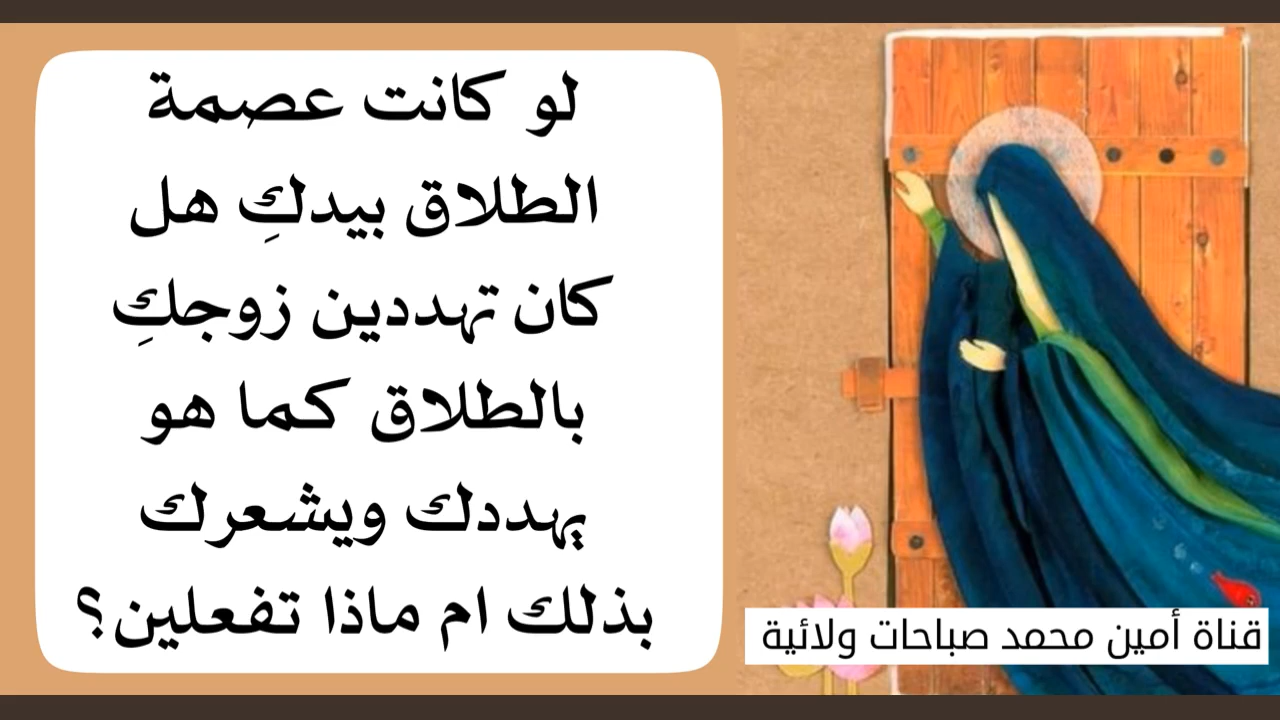 لو كانت عصمة
الطلاق بيدكِ هل
كان تهددين زوجكِ
بالطلاق كما هو
يهددك ويشعرك
بذلك ام ماذا تفعلين؟
قناة أمين محمد صباحات ولائية